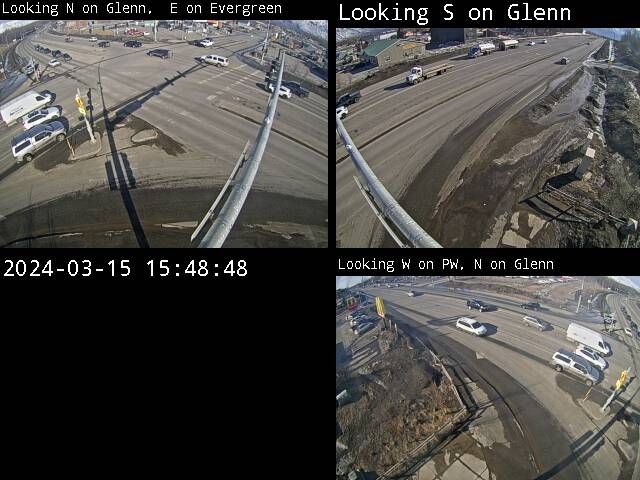 Looking N on Glenn,  E on Evergreen
Looking S on Glenn
2024-03-15 15:48:48
Looking W on PW, N on Glenn